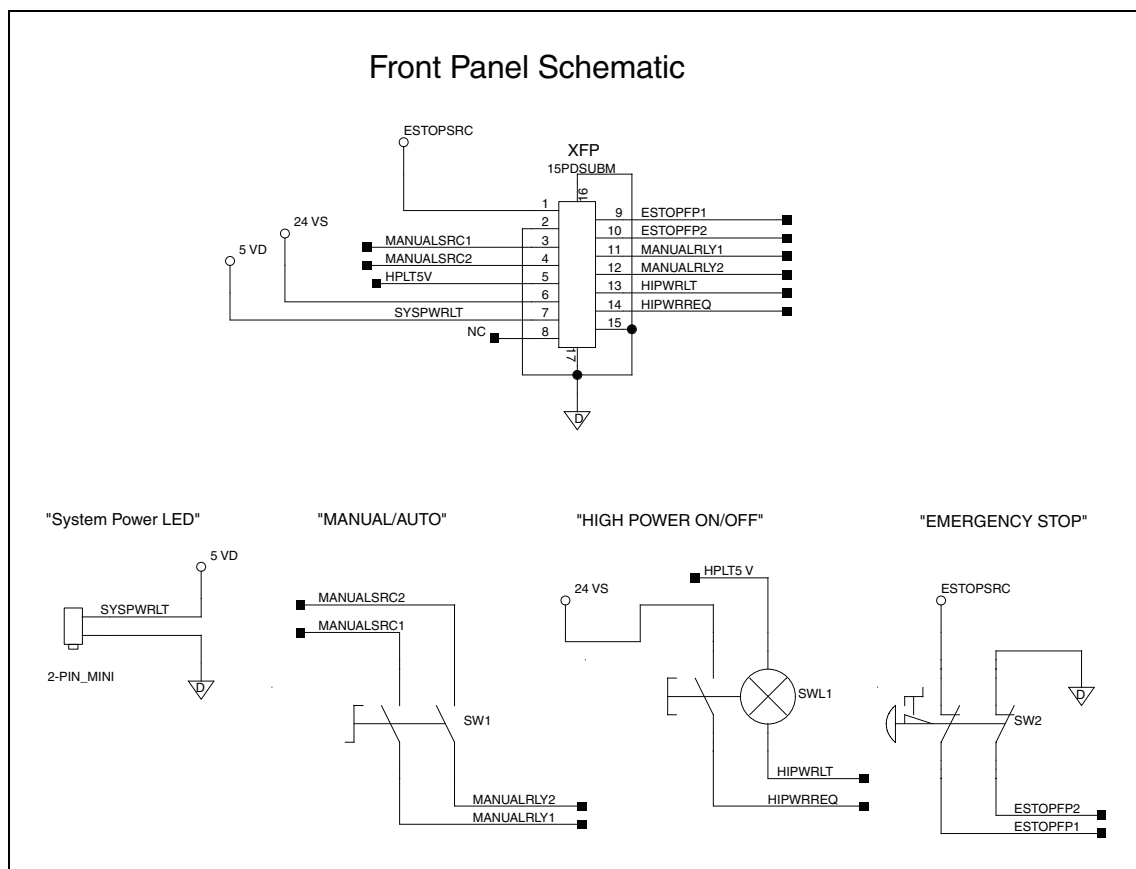 Front Panel Schematic
ESTOPSRC
XFP
15PDSUBM
16
1
2
3
4
5
6
7
8
24 VS
5 VD
MANUALSRC1
MANUALSRC2
HPLT5V
SYSPWRLT
NC
9 ESTOPFP1
10 ESTOPFP2
11 MANUALRLY1
12 MANUALRLY2
13 HIPWRLT
14 HIPWRREQ
15
17
D
"System Power LED"
5 VD
SYSPWRLT
2-PIN_MINI
D
"MANUAL/AUTO"
MANUALSRC2
MANUALSRC1
SW1
MANUALRLY2
MANUALRLY1
"HIGH POWER ON/OFF"
HPLT5 V
24 VS
SWL1
HIPWRLT
HIPWRREQ
"EMERGENCY STOP"
ESTOPSRC
D
SW2
ESTOPFP2
ESTOPFP1